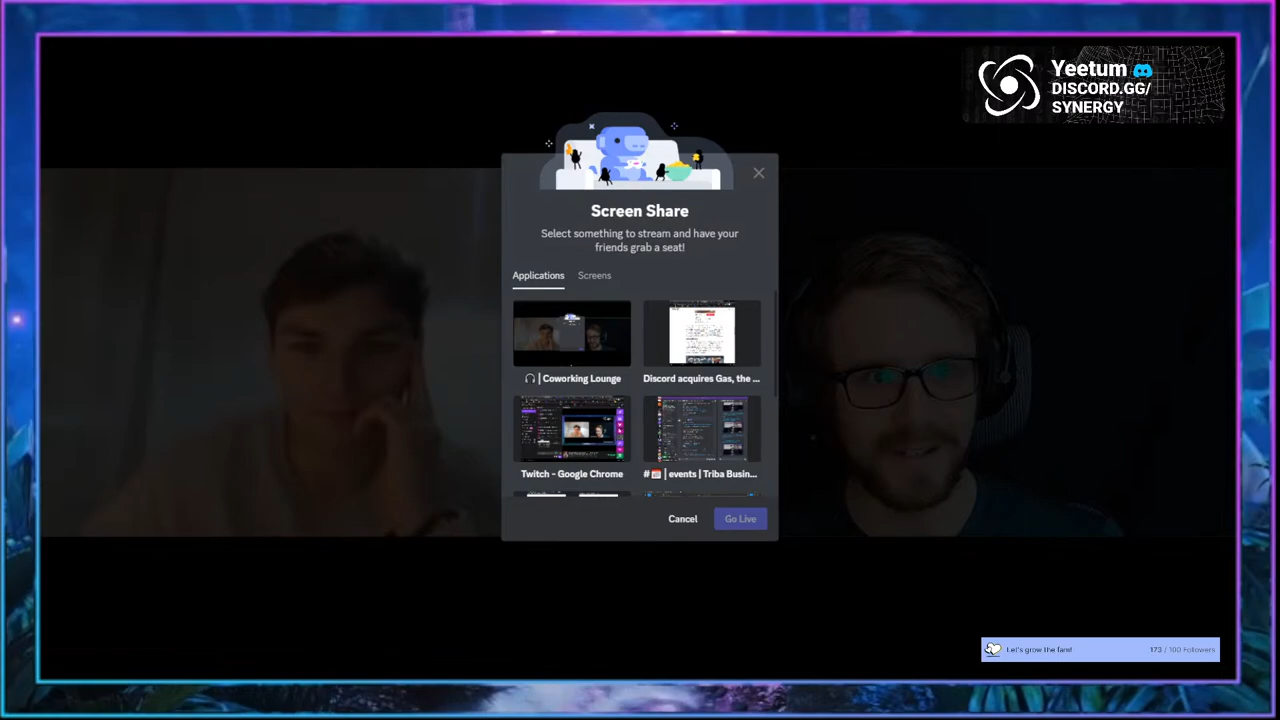 Yeetum
DISCORD.GG/
SYNERGY
Screen Share
Select something to stream and have your
friends grab a seat!
Applications
Screens
| Coworking Lounge
Discord acquires Gas, the ...
Twitch - Google Chrome
# | events | Triba Busin...
Cancel
Go Live
Let's grow the fam!
173 / 100 Followers